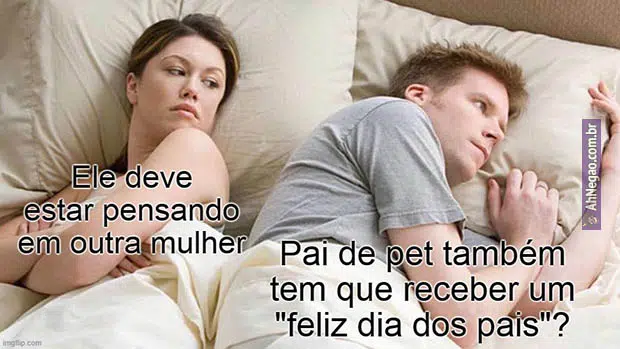 Ele deve
estar pensando
em outra mulher
Pai de pet também
tem que receber um
"feliz dia dos pais"?
AhNegao.com.br
imgflip.com